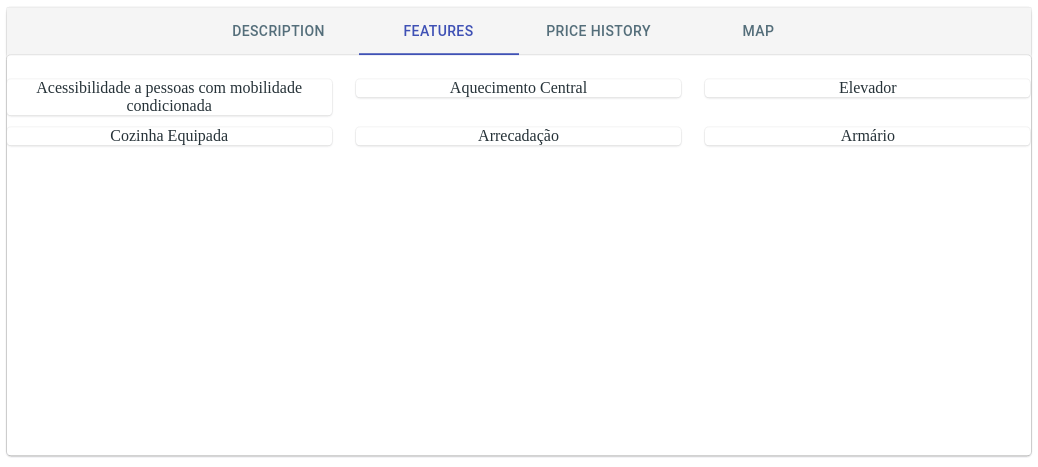 DESCRIPTION FEATURES PRICE HISTORY MAP
Acessibilidade a pessoas com mobilidade
condicionada
Aquecimento Central
Elevador
Cozinha Equipada
Arrecadação
Armário